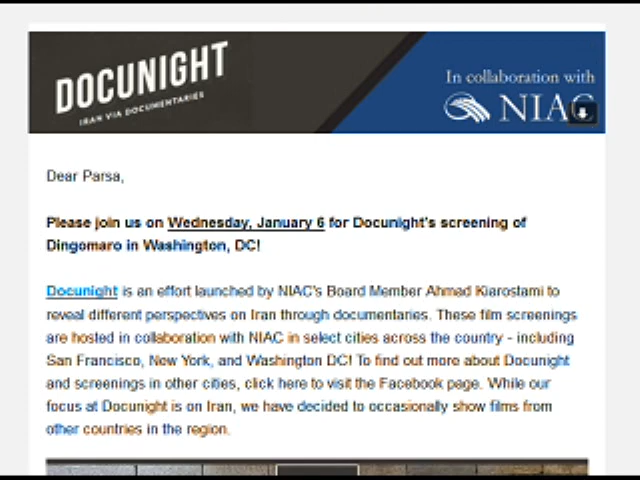 DOCUNIGHT
IRAN VIA DOCUMENTARIES
In collaboration with
NIAC
Dear Parsa,
Please join us on Wednesday, January 6 for Docunight's screening of
Dingomaro in Washington, DC!
Docunight is an effort launched by NIAC's Board Member Ahmad Kiarostami to
reveal different perspectives on Iran through documentaries. These film screenings
are hosted in collaboration with NIAC in select cities across the country - including
San Francisco, New York, and Washington DC! To find out more about Docunight
and screenings in other cities, click here to visit the Facebook page. While our
focus at Docunight is on Iran, we have decided to occasionally show films from
other countries in the region.